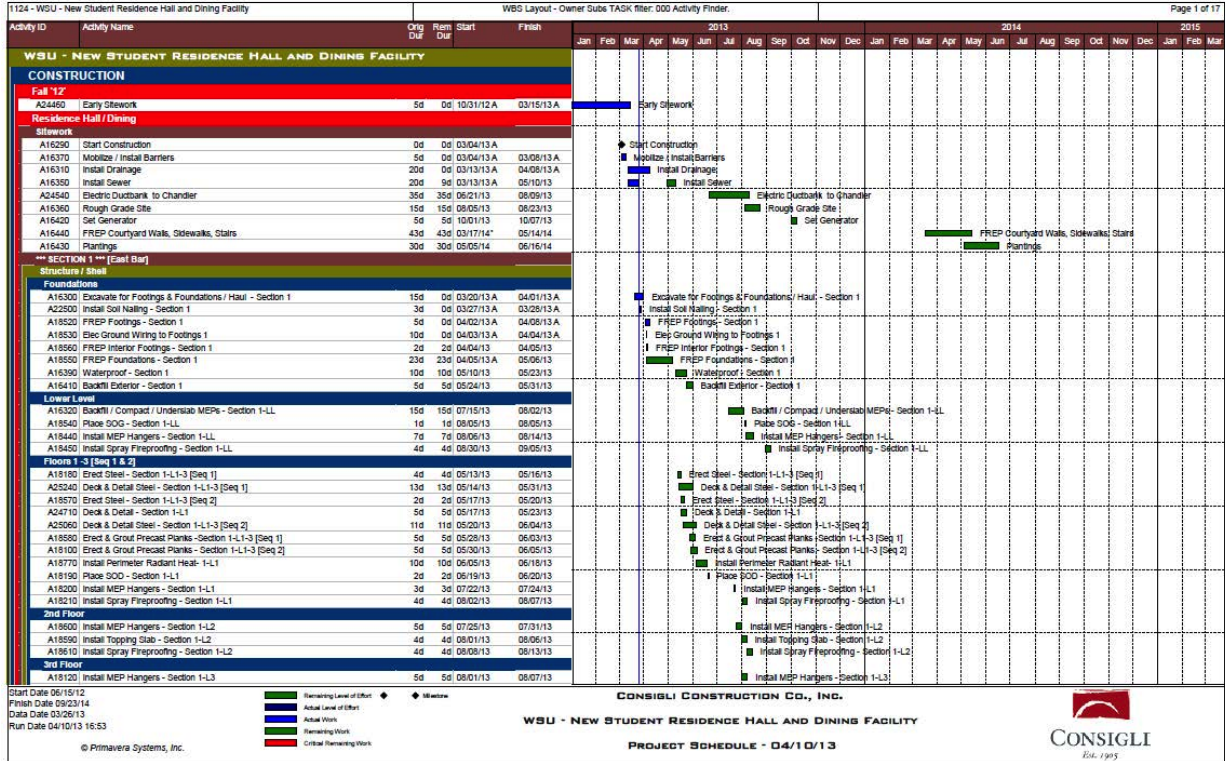 1124 - WSU - New Student Residence Hall and Dining Facility WBS Layout - Owner Subs TASK filter: 000 Activity Finder. Page 1 of 17
Activity ID Activity Name Orig Dur Rem Dur Start Finish 2013 2014 2015
Jan Feb Mar Apr May Jun Jul Aug Sep Oct Nov Dec Jan Feb Mar Apr May Jun Jul Aug Sep Oct Nov Dec Jan Feb Mar
WSU - NEW STUDENT RESIDENCE HALL AND DINING FACILITY
CONSTRUCTION
Fall '12'
A24460 Early Sitework 5d 0d 10/31/12 A 03/15/13 A Early Sitework
Residence Hall / Dining
Sitework
A16290 Start Construction 0d 0d 03/04/13 A Start Construction
A16370 Mobilize / Install Barriers 5d 0d 03/04/13 A 03/08/13 A Mobilize / Install Barriers
A16310 Install Drainage 20d 0d 03/13/13 A 04/08/13 A Install Drainage
A16350 Install Sewer 20d 9d 03/13/13 A 05/10/13 Install Sewer
A24540 Electric Ductbank to Chandler 35d 35d 06/21/13 08/09/13 Electric Ductbank to Chandler
A16360 Rough Grade Site 15d 15d 08/05/13 08/23/13 Rough Grade Site
A16420 Set Generator 5d 5d 10/01/13 10/07/13 Set Generator
A16440 FREP Courtyard Walls, Sidewalks, Stairs 43d 43d 03/17/14* 05/14/14 FREP Courtyard Walls, Sidewalks, Stairs
A16430 Plantings 30d 30d 05/05/14 06/16/14 Plantings
*** SECTION 1 *** [East Bar]
Structure / Shell
Foundations
A16300 Excavate for Footings & Foundations / Haul - Section 1 15d 0d 03/20/13 A 04/01/13 A Excavate for Footings & Foundations / Haul - Section 1
A22500 Install Soil Nailing - Section 1 3d 0d 03/27/13 A 03/28/13 A Install Soil Nailing - Section 1
A18520 FREP Footings - Section 1 5d 0d 04/02/13 A 04/08/13 A FREP Footings - Section 1
A18530 Elec Ground Wiring to Footings 1 10d 0d 04/03/13 A 04/04/13 A Elec Ground Wiring to Footings 1
A18560 FREP Interior Footings - Section 1 2d 2d 04/04/13 04/05/13 FREP Interior Footings - Section 1
A18550 FREP Foundations - Section 1 23d 23d 04/05/13 A 05/06/13 FREP Foundations - Section 1
A16390 Waterproof - Section 1 10d 10d 05/10/13 05/23/13 Waterproof - Section 1
A16410 Backfill Exterior - Section 1 5d 5d 05/24/13 05/31/13 Backfill Exterior - Section 1
Lower Level
A16320 Backfill / Compact / Underslab MEPs - Section 1-LL 15d 15d 07/15/13 08/02/13 Backfill / Compact / Underslab MEPs - Section 1-LL
A18540 Place SOG - Section 1-LL 1d 1d 08/05/13 08/05/13 Place SOG - Section 1-LL
A18440 Install MEP Hangers - Section 1-LL 7d 7d 08/06/13 08/14/13 Install MEP Hangers - Section 1-LL
A18450 Install Spray Fireproofing - Section 1-LL 4d 4d 08/30/13 09/05/13 Install Spray Fireproofing - Section 1-LL
Floors 1 -3 [Seq 1 & 2]
A18180 Erect Steel - Section 1-L1-3 [Seq 1] 4d 4d 05/13/13 05/16/13 Erect Steel - Section 1-L1-3 [Seq 1]
A25240 Deck & Detail Steel - Section 1-L1-3 [Seq 1] 13d 13d 05/14/13 05/31/13 Deck & Detail Steel - Section 1-L1-3 [Seq 1]
A18570 Erect Steel - Section 1-L1-3 [Seq 2] 2d 2d 05/17/13 05/20/13 Erect Steel - Section 1-L1-3 [Seq 2]
A24710 Deck & Detail - Section 1-L1 5d 5d 05/17/13 05/23/13 Deck & Detail - Section 1-L1
A25060 Deck & Detail Steel - Section 1-L1-3 [Seq 2] 11d 11d 05/20/13 06/04/13 Deck & Detail Steel - Section 1-L1-3 [Seq 2]
A18580 Erect & Grout Precast Planks - Section 1-L1-3 [Seq 1] 5d 5d 05/28/13 06/03/13 Erect & Grout Precast Planks - Section 1-L1-3 [Seq 1]
A18100 Erect & Grout Precast Planks - Section 1-L1-3 [Seq 2] 5d 5d 05/30/13 06/05/13 Erect & Grout Precast Planks - Section 1-L1-3 [Seq 2]
A18770 Install Perimeter Radiant Heat- 1-L1 10d 10d 06/05/13 06/18/13 Install Perimeter Radiant Heat- 1-L1
A18190 Place SOD - Section 1-L1 2d 2d 06/19/13 06/20/13 Place SOD - Section 1-L1
A18200 Install MEP Hangers - Section 1-L1 3d 3d 07/22/13 07/24/13 Install MEP Hangers - Section 1-L1
A18210 Install Spray Fireproofing - Section 1-L1 4d 4d 08/02/13 08/07/13 Install Spray Fireproofing - Section 1-L1
2nd Floor
A18600 Install MEP Hangers - Section 1-L2 5d 5d 07/25/13 07/31/13 Install MEP Hangers - Section 1-L2
A18590 Install Topping Slab - Section 1-L2 4d 4d 08/01/13 08/06/13 Install Topping Slab - Section 1-L2
A18610 Install Spray Fireproofing - Section 1-L2 4d 4d 08/08/13 08/13/13 Install Spray Fireproofing - Section 1-L2
3rd Floor
A18120 Install MEP Hangers - Section 1-L3 5d 5d 08/01/13 08/07/13 Install MEP Hangers - Section 1-L3
Start Date 06/15/12
Finish Date 09/23/14
Data Date 03/26/13
Run Date 04/10/13 16:53
© Primavera Systems, Inc.
Remaining Level of Effort Milestone
Actual Level of Effort
Actual Work
Remaining Work
Critical Remaining Work
CONSIGLI CONSTRUCTION CO., INC.
WSU - NEW STUDENT RESIDENCE HALL AND DINING FACILITY
PROJECT SCHEDULE - 04/10/13
CONSIGLI
Est. 1905